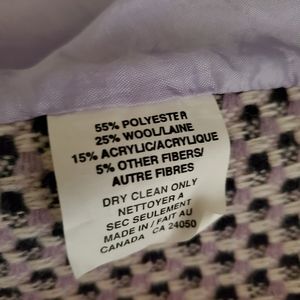 55% POLYESTER
25% WOOL/LAINE
15% ACRYLIC/ACRYLIQUE
5% OTHER FIBERS/
AUTRE FIBRES
DRY CLEAN ONLY
NETTOYER A
SEC SEULEMENT
MADE IN / FAIT AU
CANADA CA 24050